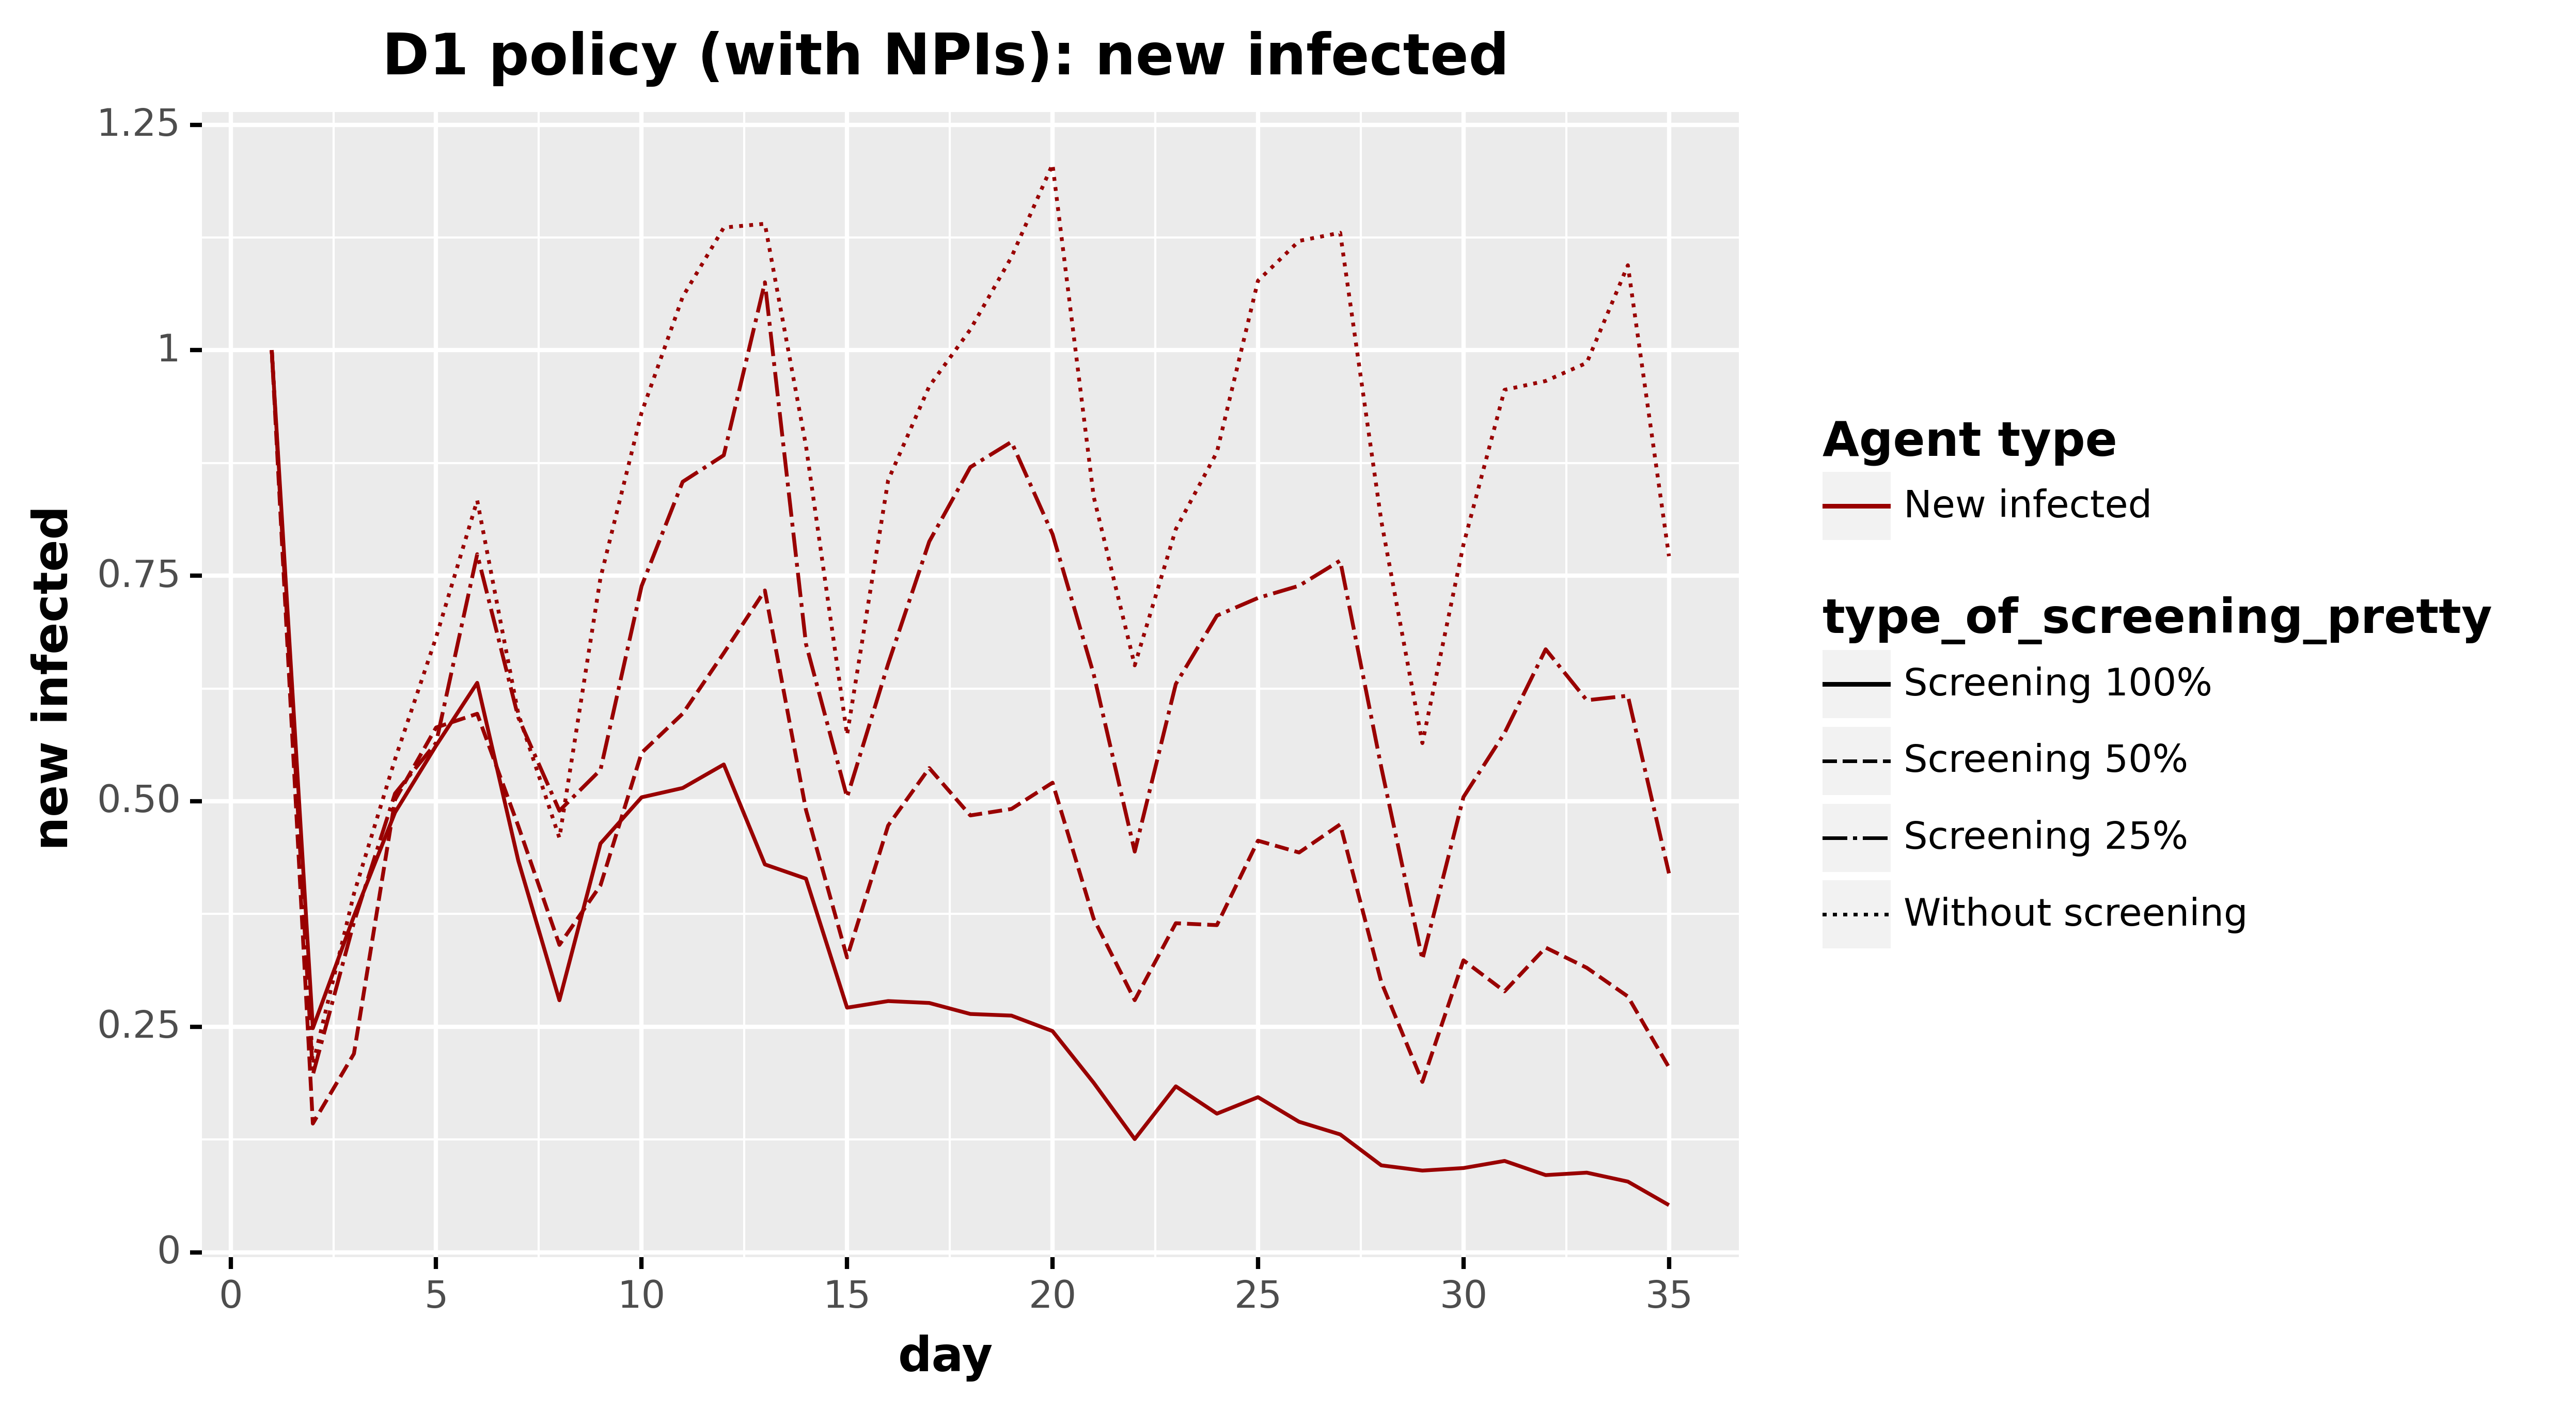 D1 policy (with NPIs): new infected
new infected
1.25
1
0.75
0.50
0.25
0
0 5 10 15 20 25 30 35
day
Agent type
New infected
type_of_screening_pretty
Screening 100%
Screening 50%
Screening 25%
Without screening